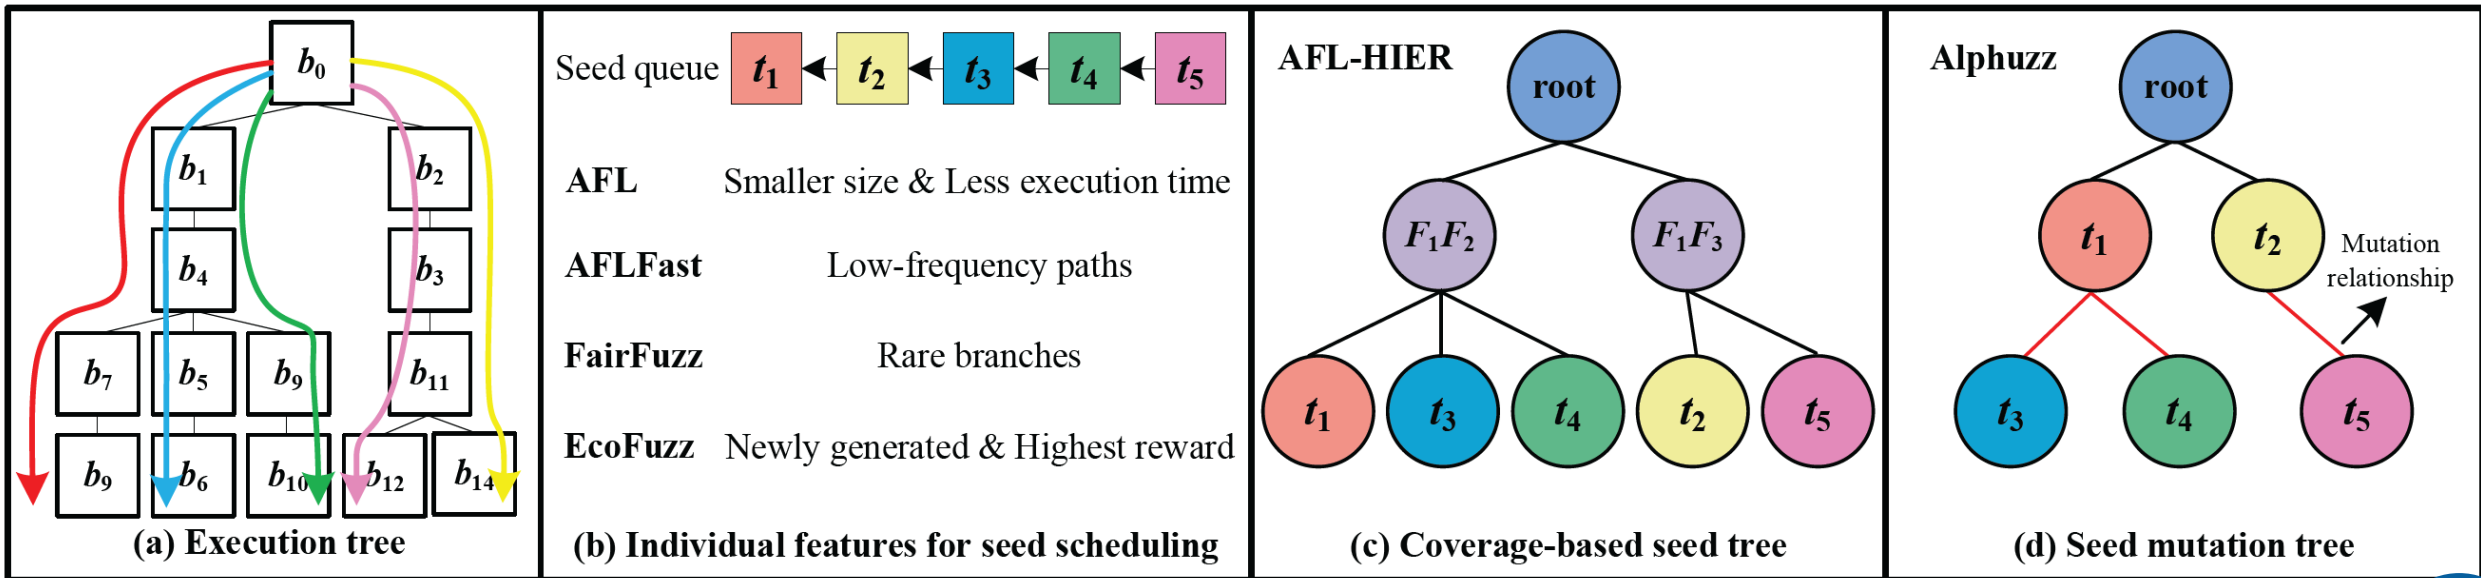 b0
b1
b2
b4
b3
b7
b5
b9
b11
b9
b6
b10
b12
b14
(a) Execution tree
Seed queue t1 t2 t3 t4 t5
AFL Smaller size & Less execution time
AFLFast Low-frequency paths
FairFuzz Rare branches
EcoFuzz Newly generated & Highest reward
(b) Individual features for seed scheduling
AFL-HIER
root
F1F2 F1F3
t1 t3 t4 t2 t5
(c) Coverage-based seed tree
Alphuzz
root
t1 t2
Mutation
relationship
t3 t4 t5
(d) Seed mutation tree